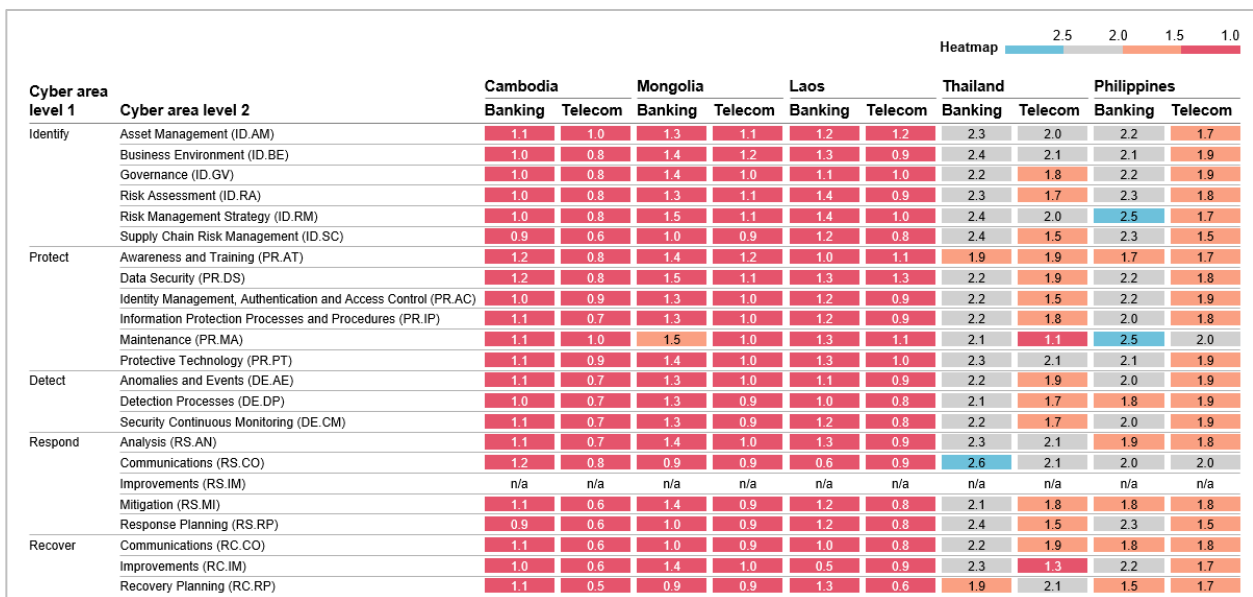 2.5 2.0 1.5 1.0
Heatmap
Cambodia Mongolia Laos Thailand Philippines
Cyber area level 1 Cyber area level 2 Banking Telecom Banking Telecom Banking Telecom Banking Telecom Banking Telecom
Identify Asset Management (ID.AM) 1.1 1.0 1.3 1.1 1.2 1.2 2.3 2.0 2.2 1.7
Business Environment (ID.BE) 1.0 0.8 1.4 1.2 1.3 0.9 2.4 2.1 2.1 1.9
Governance (ID.GV) 1.0 0.8 1.4 1.0 1.1 1.0 2.2 1.8 2.2 1.9
Risk Assessment (ID.RA) 1.0 0.8 1.3 1.1 1.4 0.9 2.3 1.7 2.3 1.8
Risk Management Strategy (ID.RM) 1.0 0.8 1.5 1.1 1.4 1.0 2.4 2.0 2.5 1.7
Supply Chain Risk Management (ID.SC) 0.9 0.6 1.0 0.9 1.2 0.8 2.4 1.5 2.3 1.5
Protect Awareness and Training (PR.AT) 1.2 0.8 1.4 1.2 1.0 1.1 1.9 1.9 1.7 1.7
Data Security (PR.DS) 1.2 0.8 1.5 1.1 1.3 1.3 2.2 1.9 2.2 1.8
Identity Management, Authentication and Access Control (PR.AC) 1.0 0.9 1.3 1.0 1.2 0.9 2.2 1.5 2.2 1.9
Information Protection Processes and Procedures (PR.IP) 1.1 0.7 1.3 1.0 1.2 0.9 2.2 1.8 2.0 1.8
Maintenance (PR.MA) 1.1 1.0 1.5 1.0 1.3 1.1 2.1 1.1 2.5 2.0
Protective Technology (PR.PT) 1.1 0.9 1.4 1.0 1.3 1.0 2.3 2.1 2.1 1.9
Detect Anomalies and Events (DE.AE) 1.1 0.7 1.3 1.0 1.1 0.9 2.2 1.9 2.0 1.9
Detection Processes (DE.DP) 1.0 0.7 1.3 0.9 1.0 0.8 2.1 1.7 1.8 1.9
Security Continuous Monitoring (DE.CM) 1.1 0.7 1.3 0.9 1.2 0.8 2.2 1.7 2.0 1.9
Respond Analysis (RS.AN) 1.1 0.7 1.4 1.0 1.3 0.9 2.3 2.1 1.9 1.8
Communications (RS.CO) 1.2 0.8 0.9 0.9 0.6 0.9 2.6 2.1 2.0 2.0
Improvements (RS.IM) n/a n/a n/a n/a n/a n/a n/a n/a n/a n/a
Mitigation (RS.MI) 1.1 0.6 1.4 0.9 1.2 0.8 2.1 1.8 1.8 1.8
Response Planning (RS.RP) 0.9 0.6 1.0 0.9 1.2 0.8 2.4 1.5 2.3 1.5
Recover Communications (RC.CO) 1.1 0.6 1.0 0.9 1.0 0.8 2.2 1.9 1.8 1.8
Improvements (RC.IM) 1.0 0.6 1.4 1.0 0.5 0.9 2.3 1.3 2.2 1.7
Recovery Planning (RC.RP) 1.1 0.5 0.9 0.9 1.3 0.6 1.9 2.1 1.5 1.7